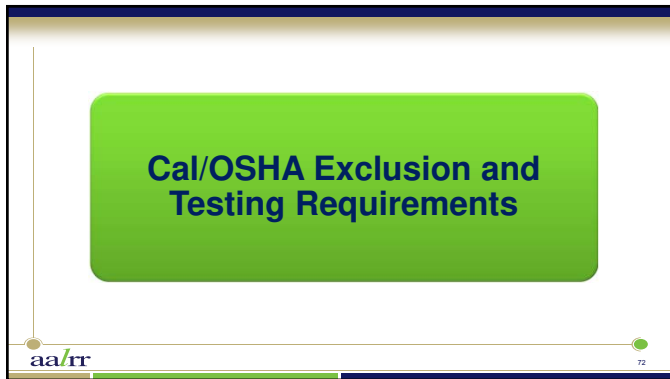 Cal/OSHA Exclusion and
Testing Requirements
aalrr
72